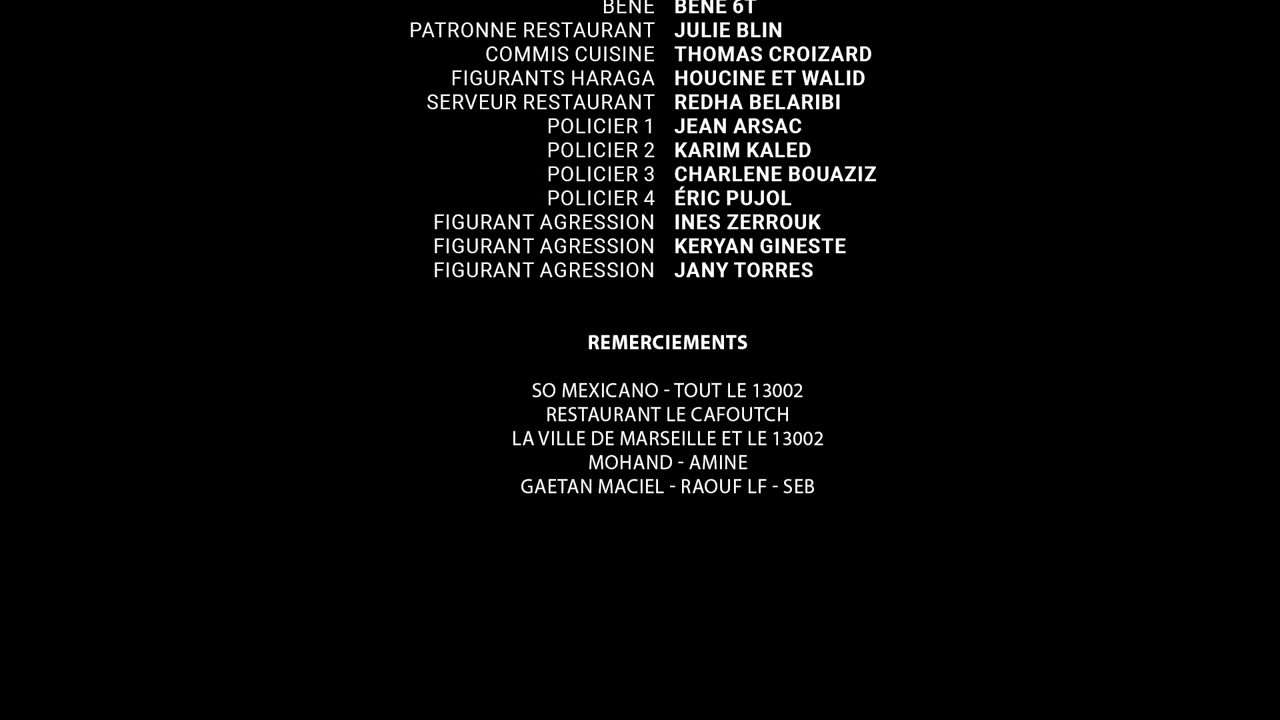 BENE BENE 6T
PATRONNE RESTAURANT JULIE BLIN
COMMIS CUISINE THOMAS CROIZARD
FIGURANTS HARAGA HOUCINE ET WALID
SERVEUR RESTAURANT REDHA BELARIBI
POLICIER 1 JEAN ARSAC
POLICIER 2 KARIM KALED
POLICIER 3 CHARLENE BOUAZIZ
POLICIER 4 ÉRIC PUJOL
FIGURANT AGRESSION INES ZERROUK
FIGURANT AGRESSION KERYAN GINESTE
FIGURANT AGRESSION JANY TORRES
REMERCIEMENTS
SO MEXICANO - TOUT LE 13002
RESTAURANT LE CAFOUTCH
LA VILLE DE MARSEILLE ET LE 13002
MOHAND - AMINE
GAETAN MACIEL - RAOUF LF - SEB